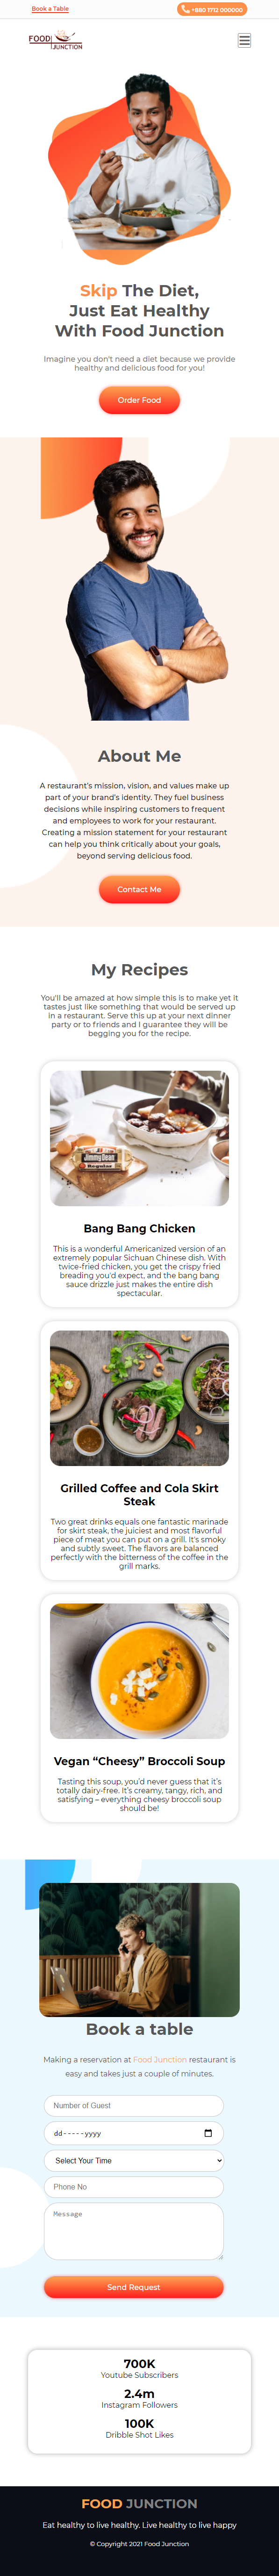 Book a Table
+880 1712 000000
FOOD
JUNCTION
Skip The Diet,
Just Eat Healthy
With Food Junction
Imagine you don't need a diet because we provide
healthy and delicious food for you!
Order Food
About Me
A restaurant's mission, vision, and values make up
part of your brand's identity. They fuel business
decisions while inspiring customers to frequent
and employees to work for your restaurant.
Creating a mission statement for your restaurant
can help you think critically about your goals,
beyond serving delicious food.
Contact Me
My Recipes
You'll be amazed at how simple this is to make yet it
tastes just like something that would be served up
in a restaurant. Serve this up at your next dinner
party or to friends and I guarantee they will be
begging you for the recipe.
Jimmy Dean
Regular
Bang Bang Chicken
This is a wonderful Americanized version of an
extremely popular Sichuan Chinese dish. With
twice-fried chicken, you get the crispy fried
breading you'd expect, and the bang bang
sauce drizzle just makes the entire dish
spectacular.
Grilled Coffee and Cola Skirt
Steak
Two great drinks equals one fantastic marinade
for skirt steak, the juiciest and most flavorful
piece of meat you can put on a grill. It's smoky
and subtly sweet. The flavors are balanced
perfectly with the bitterness of the coffee in the
grill marks.
Vegan “Cheesy” Broccoli Soup
Tasting this soup, you’d never guess that it’s
totally dairy-free. It’s creamy, tangy, rich, and
satisfying – everything cheesy broccoli soup
should be!
Book a table
Making a reservation at Food Junction restaurant is
easy and takes just a couple of minutes.
Number of Guest
dd-----yyyy
Select Your Time
Phone No
Message
Send Request
700K
Youtube Subscribers
2.4m
Instagram Followers
100K
Dribble Shot Likes
FOOD JUNCTION
Eat healthy to live healthy. Live healthy to live happy
© Copyright 2021 Food Junction